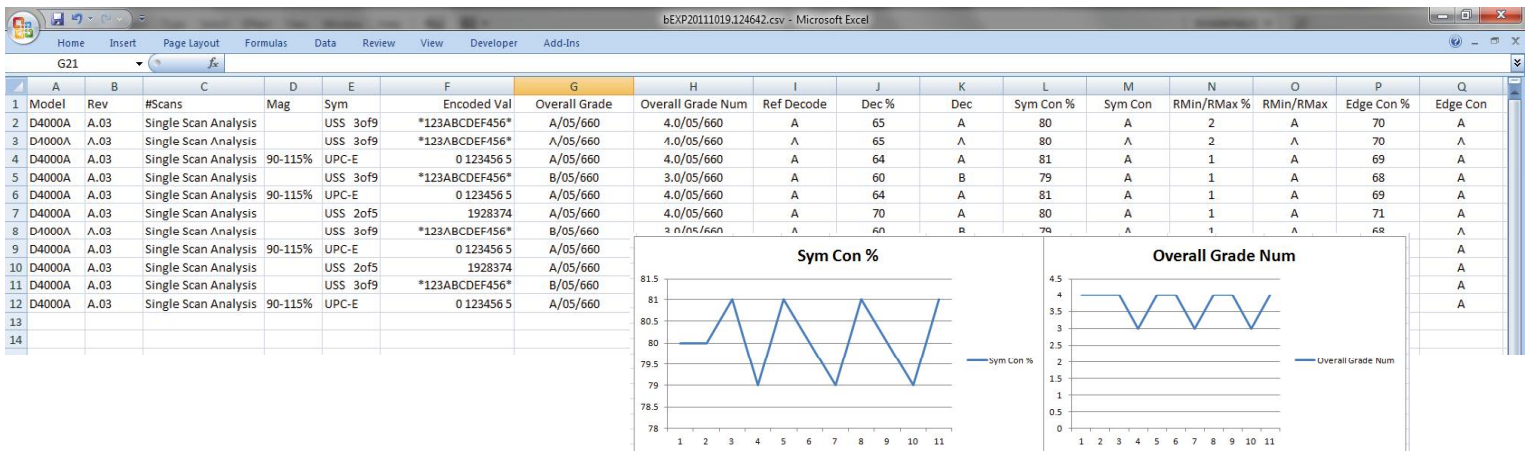 bEXP20111019.124642.csv - Microsoft Excel
Home Insert Page Layout Formulas Data Review View Developer Add-Ins
G21 fx
A B C D E F G H I J K L M N O P Q
1 Model Rev #Scans Mag Sym Encoded Val Overall Grade Overall Grade Num Ref Decode Dec % Dec Sym Con % Sym Con RMin/RMax % RMin/RMax Edge Con % Edge Con
2 D4000A A.03 Single Scan Analysis USS 3of9 *123ABCDEF456* A/05/660 4.0/05/660 A 65 A 80 A 2 A 70 A
3 D4000A A.03 Single Scan Analysis USS 3of9 *123ABCDEF456* A/05/660 4.0/05/660 A 65 A 80 A 2 A 70 A
4 D4000A A.03 Single Scan Analysis 90-115% UPC-E 0 123456 5 A/05/660 4.0/05/660 A 64 A 81 A 1 A 69 A
5 D4000A A.03 Single Scan Analysis USS 3of9 *123ABCDEF456* B/05/660 3.0/05/660 A 60 B 79 A 1 A 68 A
6 D4000A A.03 Single Scan Analysis 90-115% UPC-E 0 123456 5 A/05/660 4.0/05/660 A 64 A 81 A 1 A 69 A
7 D4000A A.03 Single Scan Analysis USS 2of5 1928374 A/05/660 4.0/05/660 A 70 A 80 A 1 A 71 A
8 D4000A A.03 Single Scan Analysis USS 3of9 *123ABCDEF456* B/05/660 3.0/05/660 A 60 B 79 A 1 A 68 A
9 D4000A A.03 Single Scan Analysis 90-115% UPC-E 0 123456 5 A/05/660 A
10 D4000A A.03 Single Scan Analysis USS 2of5 1928374 A/05/660 A
11 D4000A A.03 Single Scan Analysis USS 3of9 *123ABCDEF456* B/05/660 A
12 D4000A A.03 Single Scan Analysis 90-115% UPC-E 0 123456 5 A/05/660 A
13
14
Sym Con %
81.5
81
80.5
80
79.5
79
78.5
78
1 2 3 4 5 6 7 8 9 10 11
Sym Con %
Overall Grade Num
4.5
4
3.5
3
2.5
2
1.5
1
0.5
0
1 2 3 4 5 6 7 8 9 10 11
Overall Grade Num